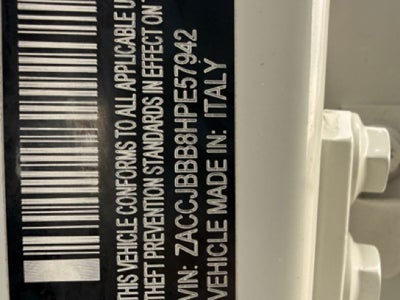 THIS VEHICLE CONFORMS TO ALL APPLICABLE U
THEFT PREVENTION STANDARDS IN EFFECT ON
VIN: ZACCJBBB8HPE57942
VEHICLE MADE IN: ITALY